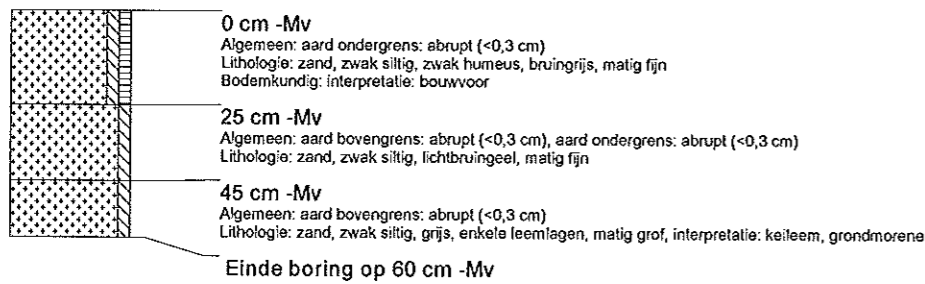 0 cm -Mv
Algemeen: aard ondergrens: abrupt (<0,3 cm)
Lithologie: zand, zwak siltig, zwak humeus, bruingrijs, matig fijn
Bodemkundig: interpretatie: bouwvoor
25 cm -Mv
Algemeen: aard bovengrens: abrupt (<0,3 cm), aard ondergrens: abrupt (<0,3 cm)
Lithologie: zand, zwak siltig, lichtbruingeel, matig fijn
45 cm -Mv
Algemeen: aard bovengrens: abrupt (<0,3 cm)
Lithologie: zand, zwak siltig, grijs, enkele leemlagen, matig grof, interpretatie: keileem, grondmorene
Einde boring op 60 cm -Mv